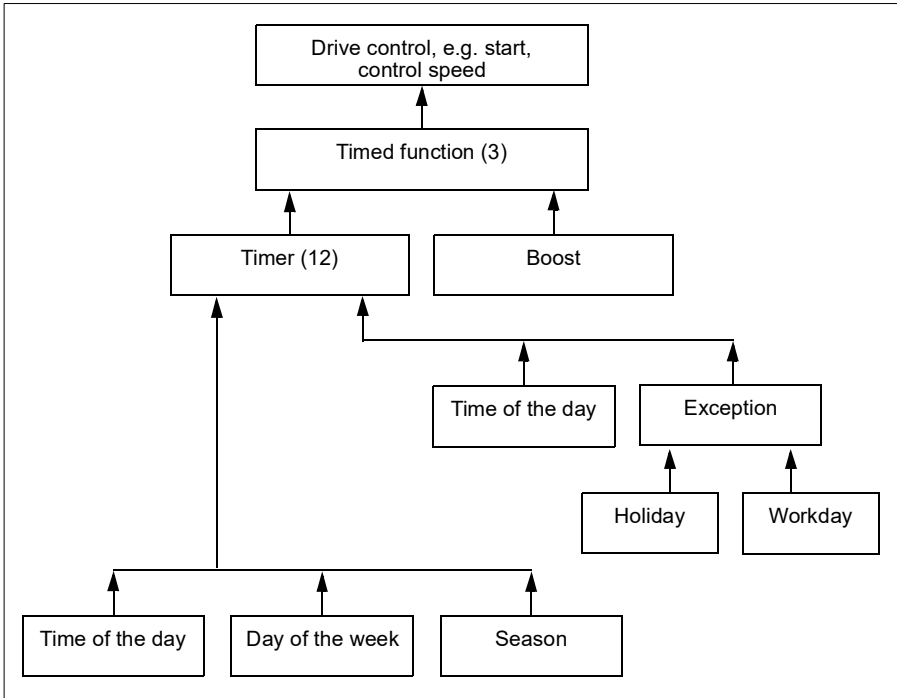 Drive control, e.g. start,
control speed
Timed function (3)
Timer (12)
Boost
Time of the day
Exception
Holiday
Workday
Time of the day
Day of the week
Season